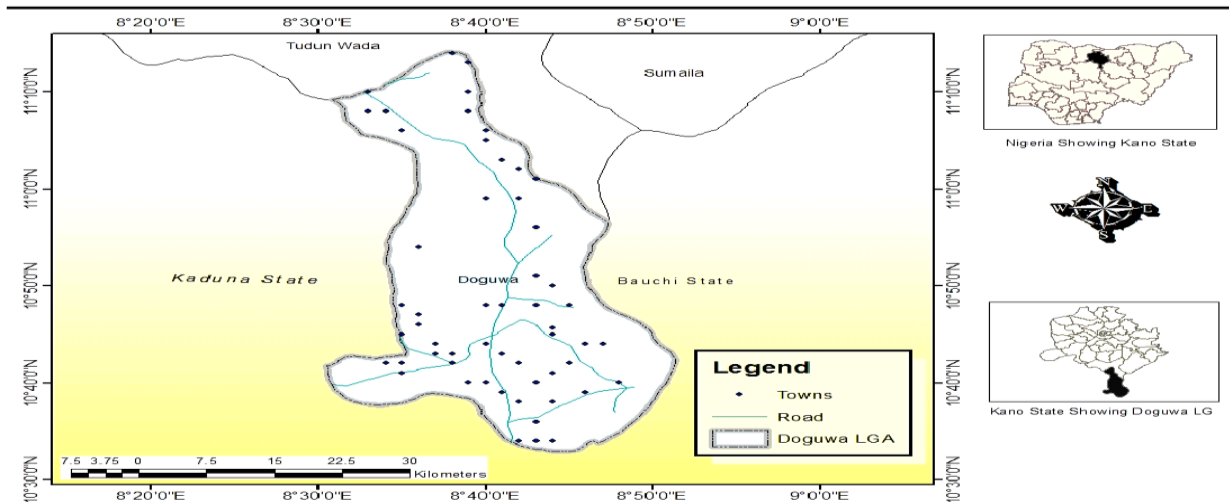 8°20'0"E 8°30'0"E 8°40'0"E 8°50'0"E 9°0'0"E
Tudun Wada
Sumaila
11°10'0"N 11°10'0"N
11°0'0"N 11°0'0"N
Kaduna State Doguwa Bauchi State
10°50'0"N 10°50'0"N
10°40'0"N 10°40'0"N
10°30'0"N 10°30'0"N
Legend
Towns
Road
Doguwa LGA
7.5 3.75 0 7.5 15 22.5 30
Kilometers
8°20'0"E 8°30'0"E 8°40'0"E 8°50'0"E 9°0'0"E
Nigeria Showing Kano State
N
W E
S
Kano State Showing Doguwa LG